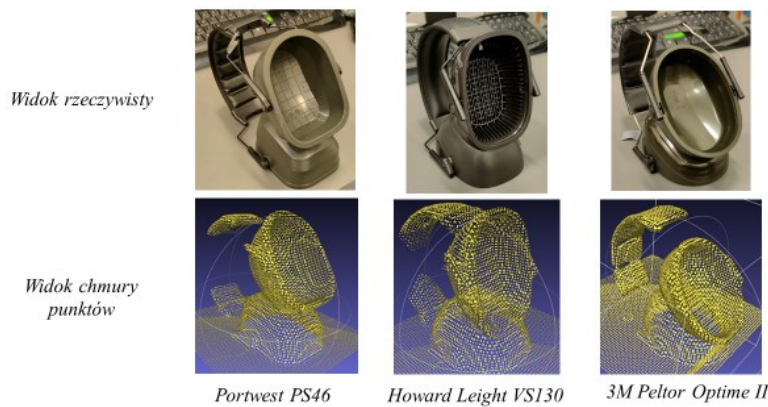 Widok rzeczywisty
Widok chmury
punktów
Portwest PS46
Howard Leight VS130
3M Peltor Optime II